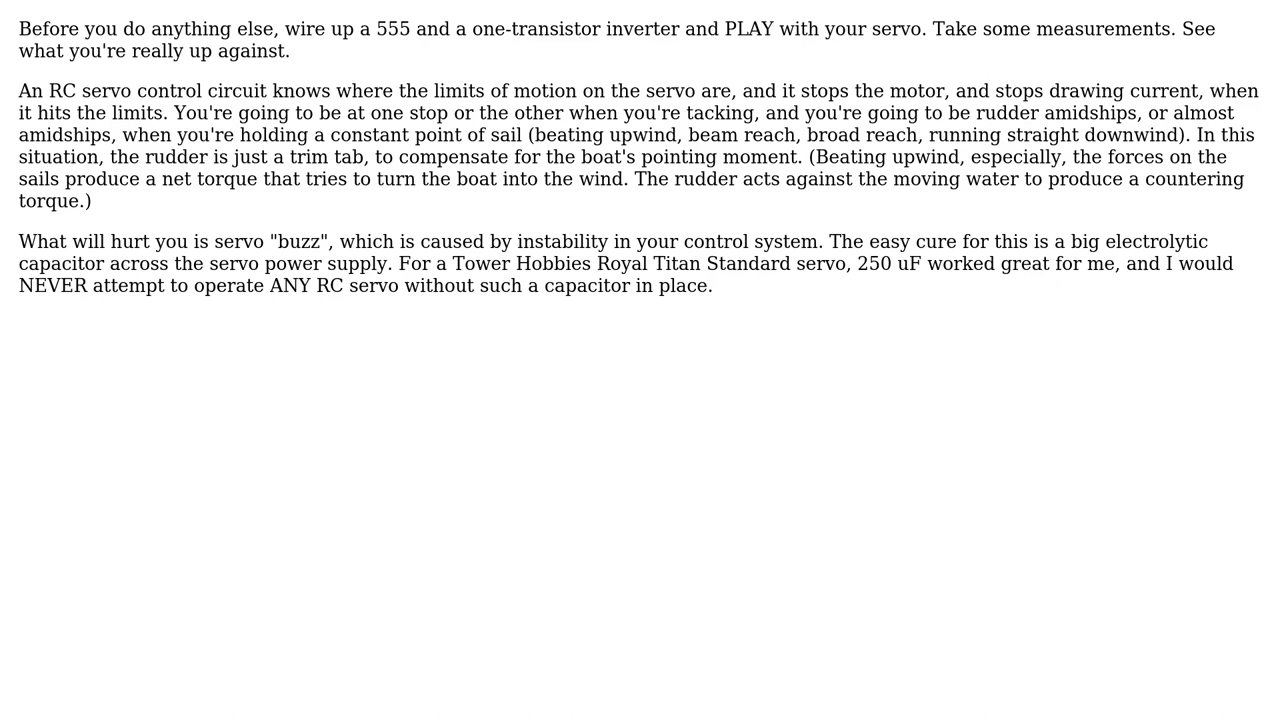 Before you do anything else, wire up a 555 and a one-transistor inverter and PLAY with your servo. Take some measurements. See
what you're really up against.
An RC servo control circuit knows where the limits of motion on the servo are, and it stops the motor, and stops drawing current, when
it hits the limits. You're going to be at one stop or the other when you're tacking, and you're going to be rudder amidships, or almost
amidships, when you're holding a constant point of sail (beating upwind, beam reach, broad reach, running straight downwind). In this
situation, the rudder is just a trim tab, to compensate for the boat's pointing moment. (Beating upwind, especially, the forces on the
sails produce a net torque that tries to turn the boat into the wind. The rudder acts against the moving water to produce a countering
torque.)
What will hurt you is servo "buzz", which is caused by instability in your control system. The easy cure for this is a big electrolytic
capacitor across the servo power supply. For a Tower Hobbies Royal Titan Standard servo, 250 uF worked great for me, and I would
NEVER attempt to operate ANY RC servo without such a capacitor in place.